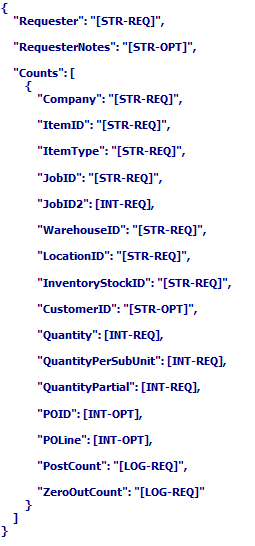 {
"Requester": "[STR-REQ]",
"RequesterNotes": "[STR-OPT]",
"Counts": [
{
"Company": "[STR-REQ]",
"ItemID": "[STR-REQ]",
"ItemType": "[STR-REQ]",
"JobID": "[STR-REQ]",
"JobID2": [INT-REQ],
"WarehouseID": "[STR-REQ]",
"LocationID": "[STR-REQ]",
"InventoryStockID": "[STR-REQ]",
"CustomerID": "[STR-OPT]",
"Quantity": [INT-REQ],
"QuantityPerSubUnit": [INT-REQ],
"QuantityPartial": [INT-REQ],
"POID": [INT-OPT],
"POLine": [INT-OPT],
"PostCount": "[LOG-REQ]",
"ZeroOutCount": "[LOG-REQ]"
}
]
}